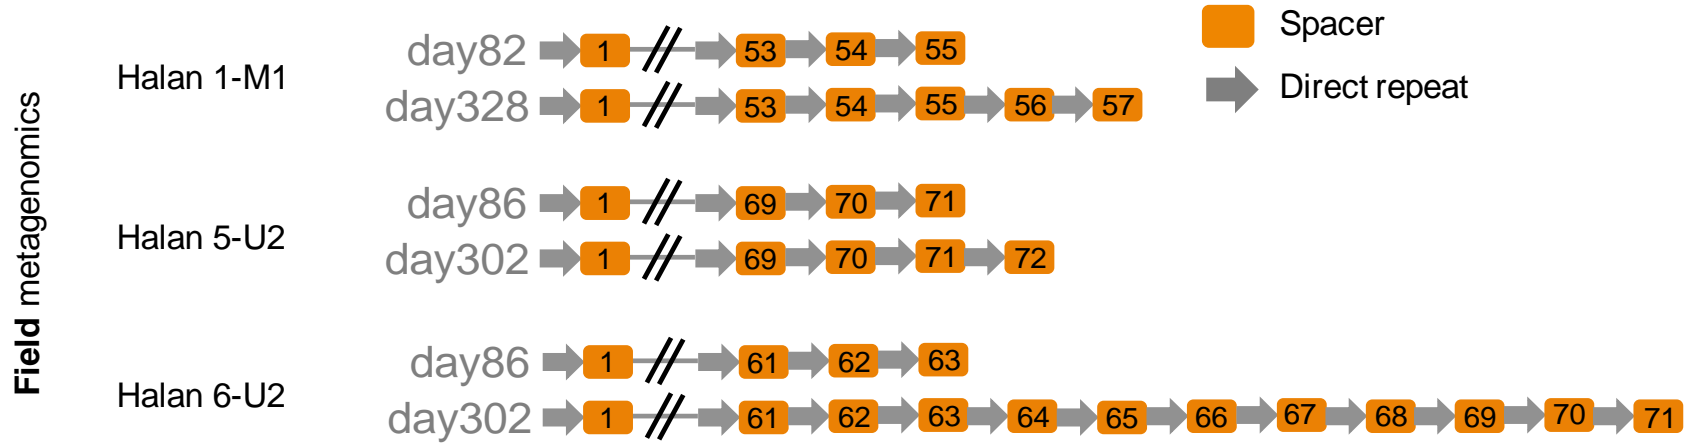 Spacer
Direct repeat
Field metagenomics
Halan 1-M1
day82 1 53 54 55
day328 1 53 54 55 56 57
Halan 5-U2
day86 1 69 70 71
day302 1 69 70 71 72
Halan 6-U2
day86 1 61 62 63
day302 1 61 62 63 64 65 66 67 68 69 70 71